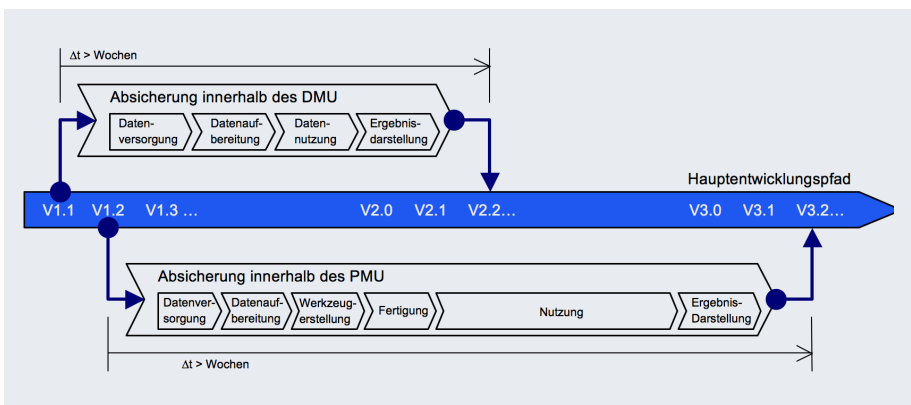 Δt > Wochen
Absicherung innerhalb des DMU
Daten-
versorgung
Datenauf-
bereitung
Daten-
nutzung
Ergebnis-
darstellung
Hauptentwicklungspfad
V1.1 V1.2 V1.3 ... V2.0 V2.1 V2.2... V3.0 V3.1 V3.2...
Absicherung innerhalb des PMU
Datenver-
sorgung
Datenauf-
bereitung
Werkzeug-
erstellung
Fertigung
Nutzung
Ergebnis-
Darstellung
Δt > Wochen